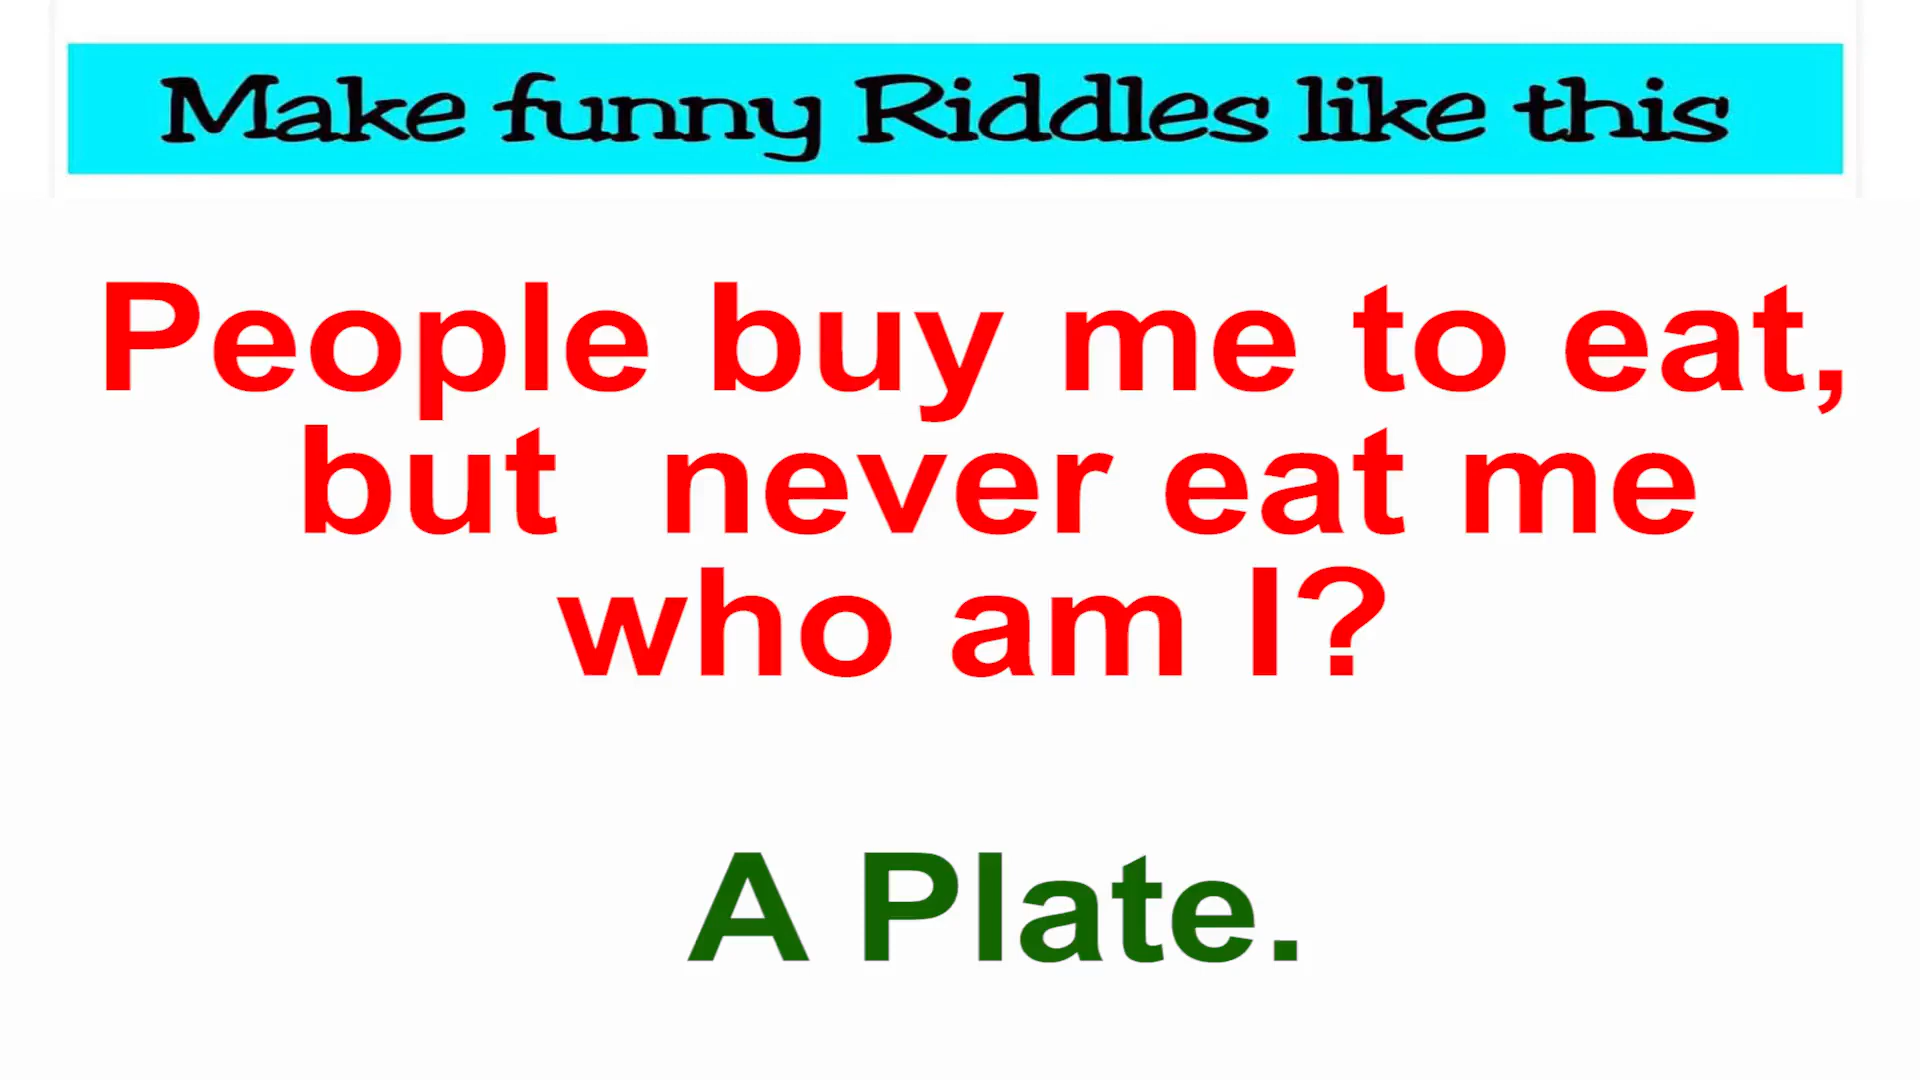 Make funny Riddles like this
People buy me to eat,
but never eat me
who am I?
A Plate.